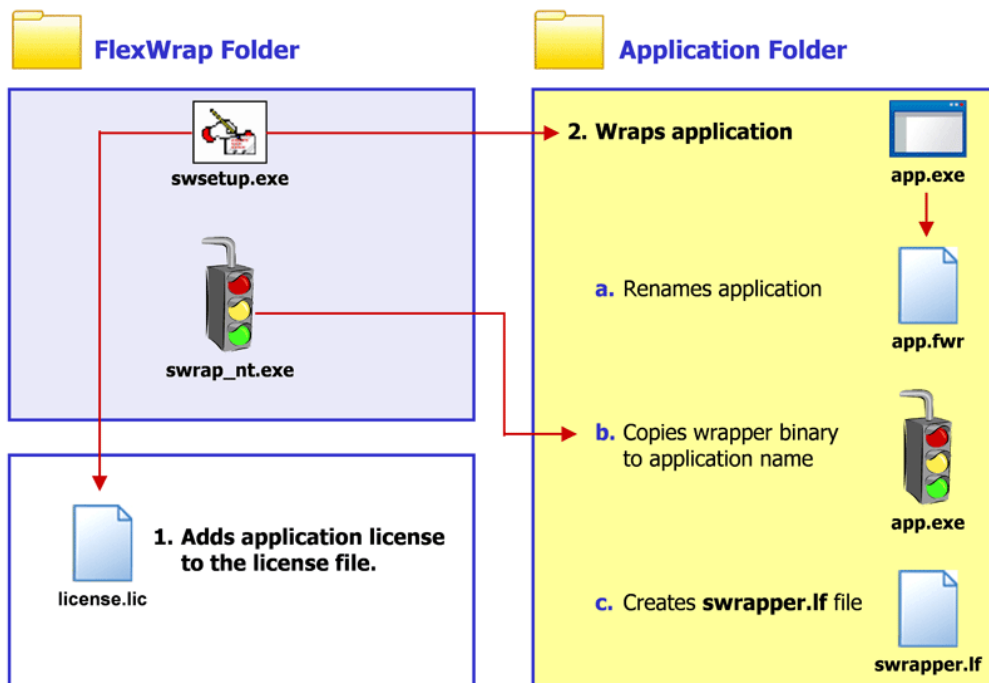 FlexWrap Folder
swsetup.exe
swrap_nt.exe
1. Adds application license
to the license file.
license.lic
Application Folder
2. Wraps application
app.exe
a. Renames application
app.fwr
b. Copies wrapper binary
to application name
app.exe
c. Creates swrapper.lf file
swrapper.lf